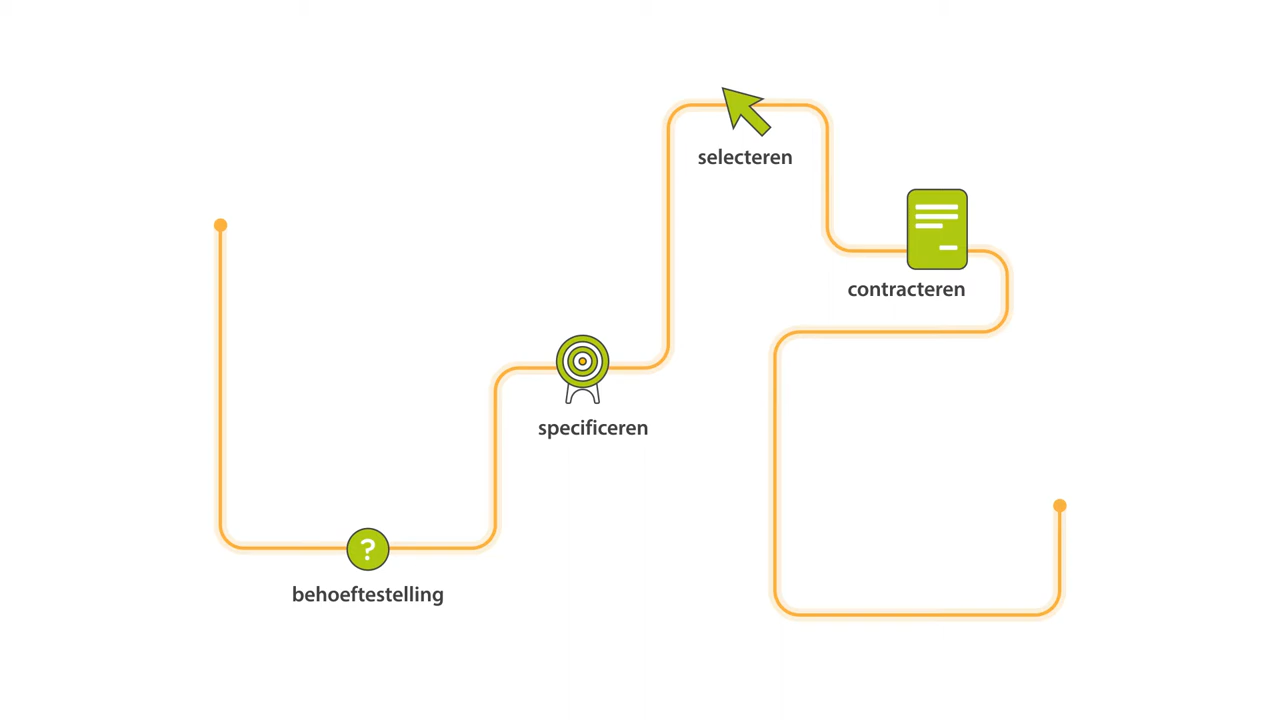 selecteren
contracteren
specificeren
?
behoeftestelling